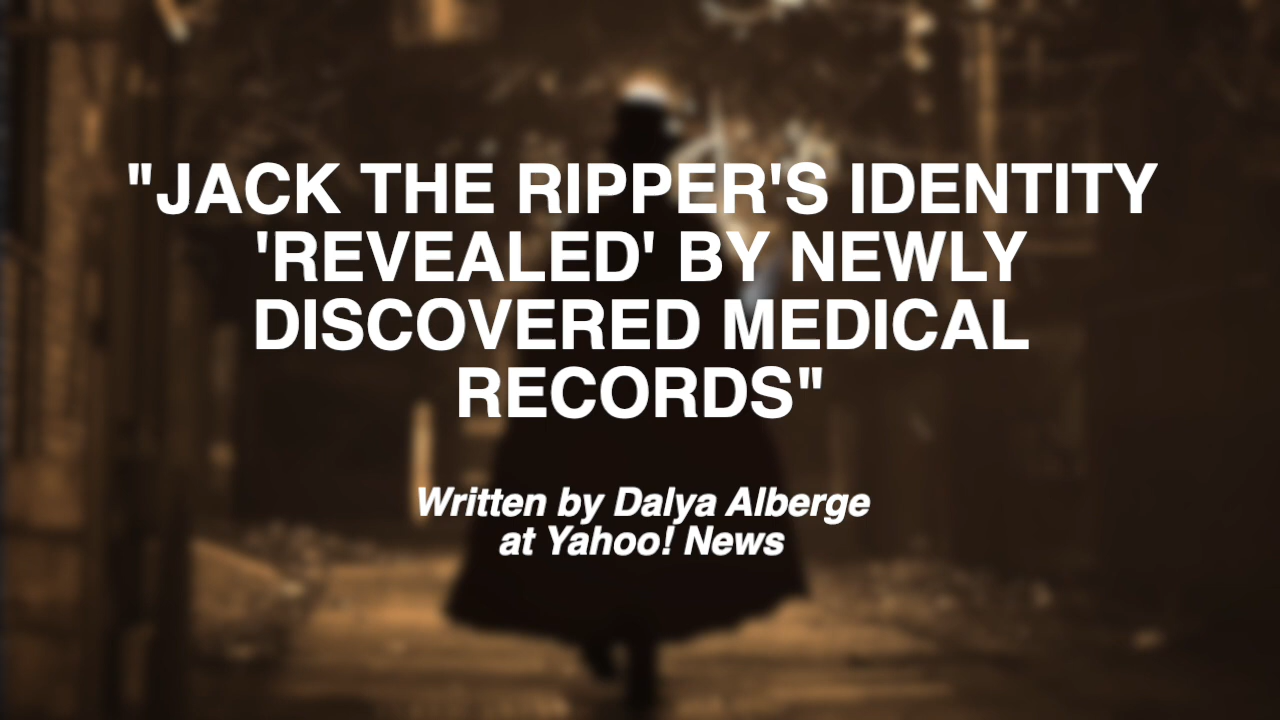 "JACK THE RIPPER'S IDENTITY
'REVEALED' BY NEWLY
DISCOVERED MEDICAL
RECORDS"
Written by Dalya Alberge
at Yahoo! News